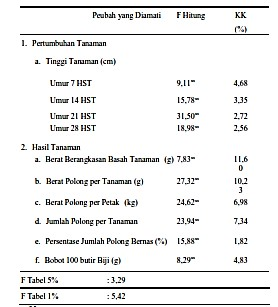 Peubah yang Diamati F Hitung KK
(%)
1. Pertumbuhan Tanaman
a. Tinggi Tanaman (cm)
Umur 7 HST 9,11** 4,68
Umur 14 HST 15,78** 3,35
Umur 21 HST 31,50** 2,72
Umur 28 HST 18,98** 2,56
2. Hasil Tanaman
a. Berat Berangkasan Basah Tanaman (g) 7,83** 11,6
0
b. Berat Polong per Tanaman (g) 27,32** 10,2
3
c. Berat Polong per Petak (kg) 24,62** 6,98
d. Jumlah Polong per Tanaman 23,94** 7,34
e. Persentase Jumlah Polong Bernas (%) 15,88** 1,82
f. Bobot 100 butir Biji (g) 8,29** 4,83
F Tabel 5% : 3,29
F Tabel 1% : 5,42